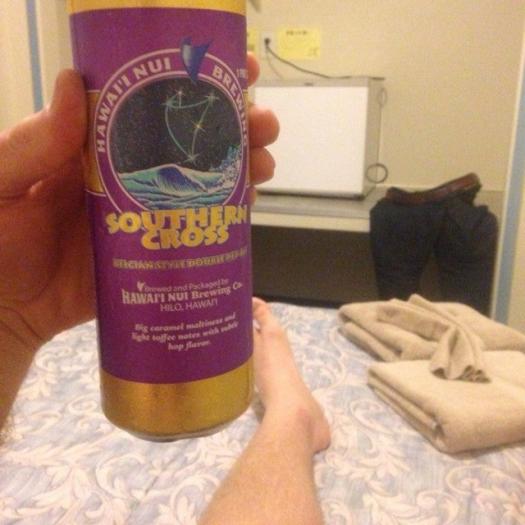 HAWAI'I NUI BREWING
SOUTHERN
CROSS
BELGIAN STYLE DOUBLE RED ALE
Brewed and Packaged by
HAWAI'I NUI Brewing Co.
HILO, HAWAI'I
Big caramel maltiness and
light toffee notes with subtle
hop flavor.